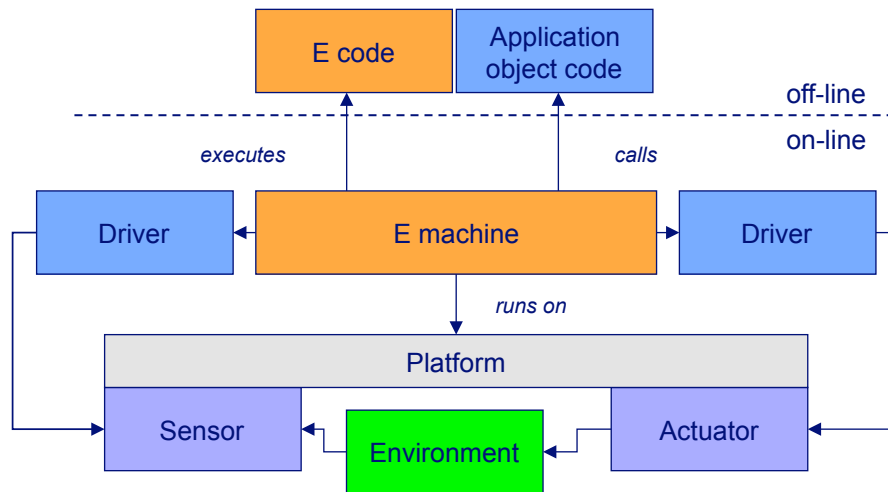 E code
Application
object code
off-line
on-line
executes
calls
Driver
E machine
Driver
runs on
Platform
Sensor
Environment
Actuator